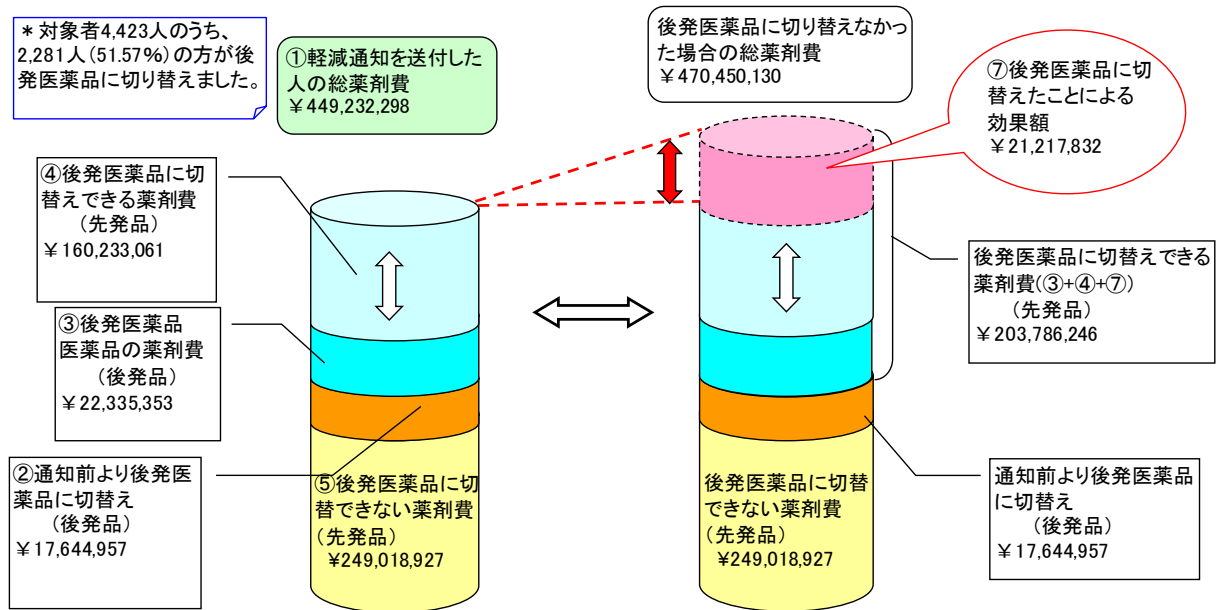 ＊対象者4,423人のうち、
2,281人(51.57％)の方が後
発医薬品に切り替えました。
①軽減通知を送付した
人の総薬剤費
￥449,232,298
後発医薬品に切り替えなかっ
た場合の総薬剤費
￥470,450,130
⑦後発医薬品に切
替えたことによる
効果額
￥21,217,832
④後発医薬品に切
替えできる薬剤費
(先発品)
￥160,233,061
③後発医薬品
医薬品の薬剤費
(後発品)
￥22,335,353
②通知前より後発医
薬品に切替え
(後発品)
￥17,644,957
⑤後発医薬品に切
替できない薬剤費
(先発品)
¥249,018,927
後発医薬品に切替
できない薬剤費
(先発品)
¥249,018,927
後発医薬品に切替えできる
薬剤費(③+④+⑦)
(先発品)
￥203,786,246
通知前より後発医薬品
に切替え
(後発品)
￥17,644,957